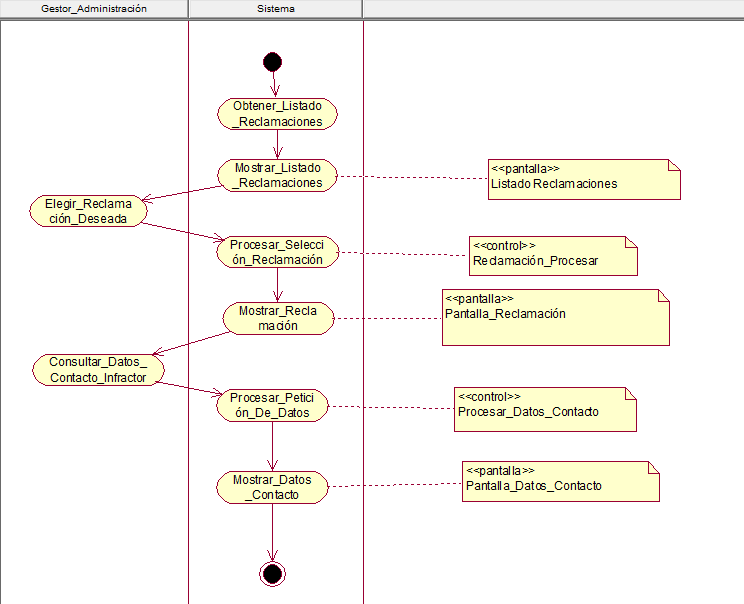 Gestor_Administración
Sistema
Obtener_Listado
_Reclamaciones
Mostrar_Listado
_Reclamaciones
<<pantalla>>
Listado Reclamaciones
Elegir_Reclama
ción_Deseada
Procesar_Selecci
ón_Reclamación
<<control>>
Reclamación_Procesar
Mostrar_Recla
mación
<<pantalla>>
Pantalla_Reclamación
Consultar_Datos_
Contacto_Infractor
Procesar_Petici
ón_De_Datos
<<control>>
Procesar_Datos_Contacto
Mostrar_Datos
_Contacto
<<pantalla>>
Pantalla_Datos_Contacto